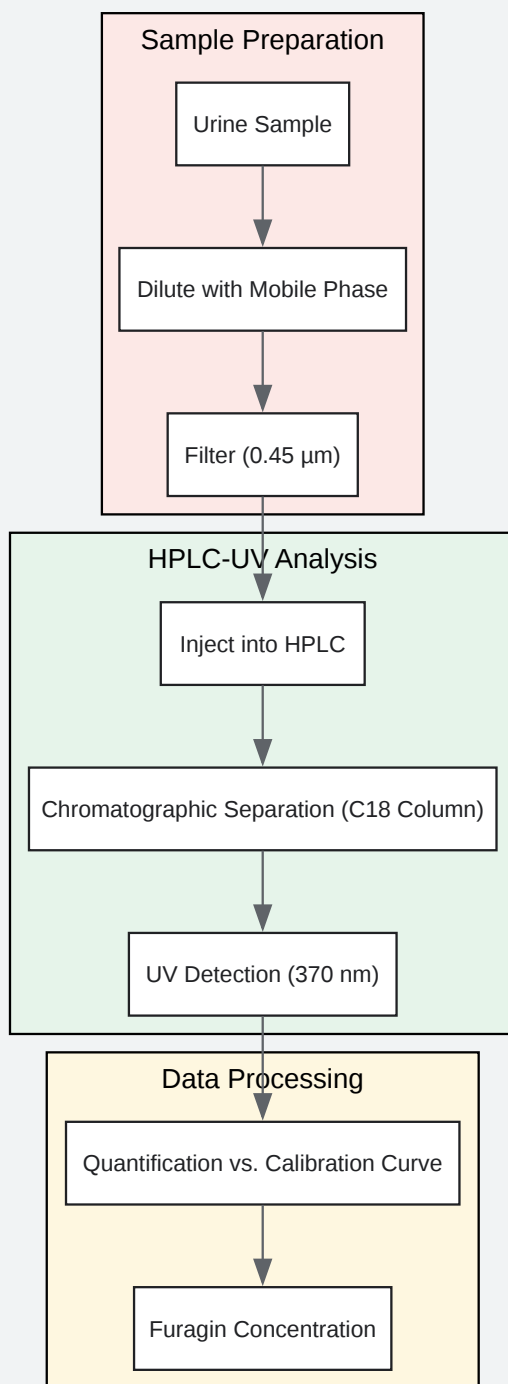 Sample Preparation
Urine Sample
Dilute with Mobile Phase
Filter (0.45 µm)
HPLC-UV Analysis
Inject into HPLC
Chromatographic Separation (C18 Column)
UV Detection (370 nm)
Data Processing
Quantification vs. Calibration Curve
Furagin Concentration